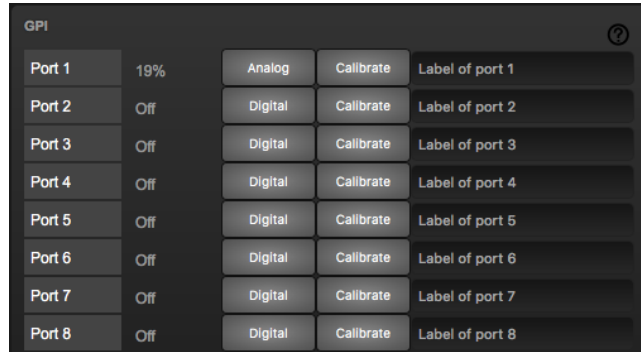 GPI ?
Port 1 19% Analog Calibrate Label of port 1
Port 2 Off Digital Calibrate Label of port 2
Port 3 Off Digital Calibrate Label of port 3
Port 4 Off Digital Calibrate Label of port 4
Port 5 Off Digital Calibrate Label of port 5
Port 6 Off Digital Calibrate Label of port 6
Port 7 Off Digital Calibrate Label of port 7
Port 8 Off Digital Calibrate Label of port 8